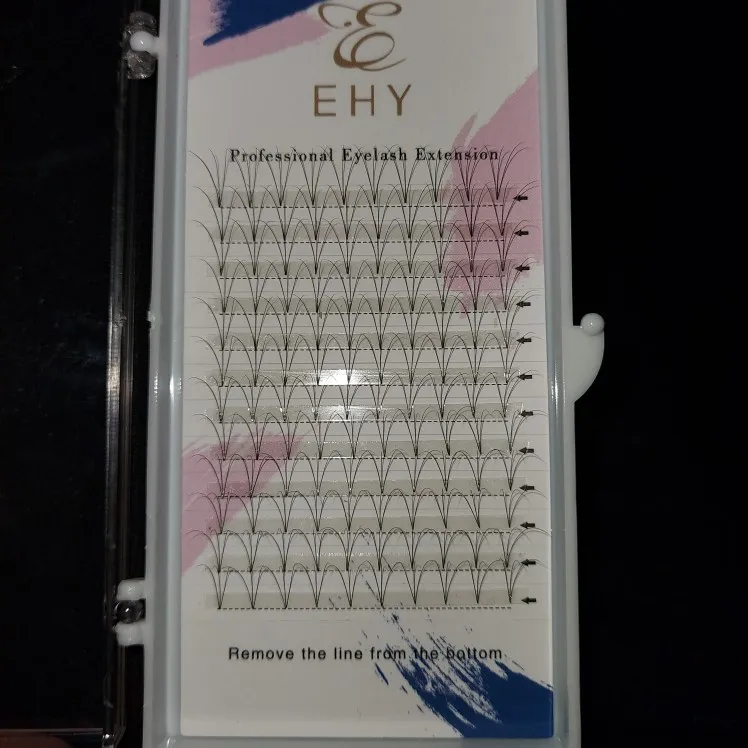 E
EHY
Professional Eyelash Extension
Remove the line from the bottom